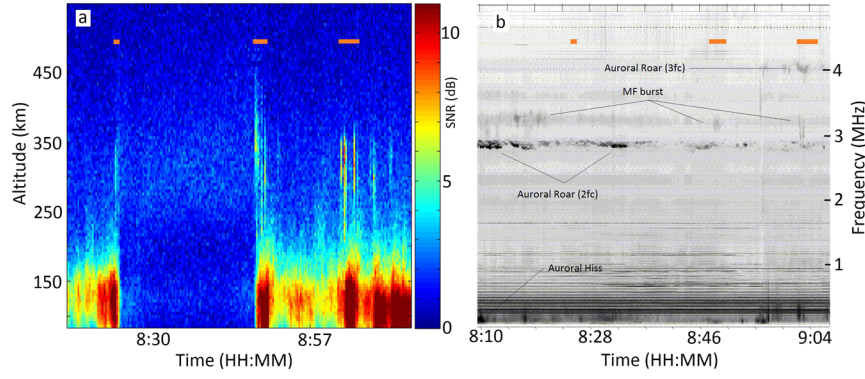 a
450
350
250
150
Altitude (km)
8:30
8:57
Time (HH:MM)
10
5
0
SNR (dB)
b
Auroral Roar (3fc)
MF burst
Auroral Roar (2fc)
Auroral Hiss
4
3
2
1
Frequency (MHz)
8:10
8:28
8:46
9:04
Time (HH:MM)